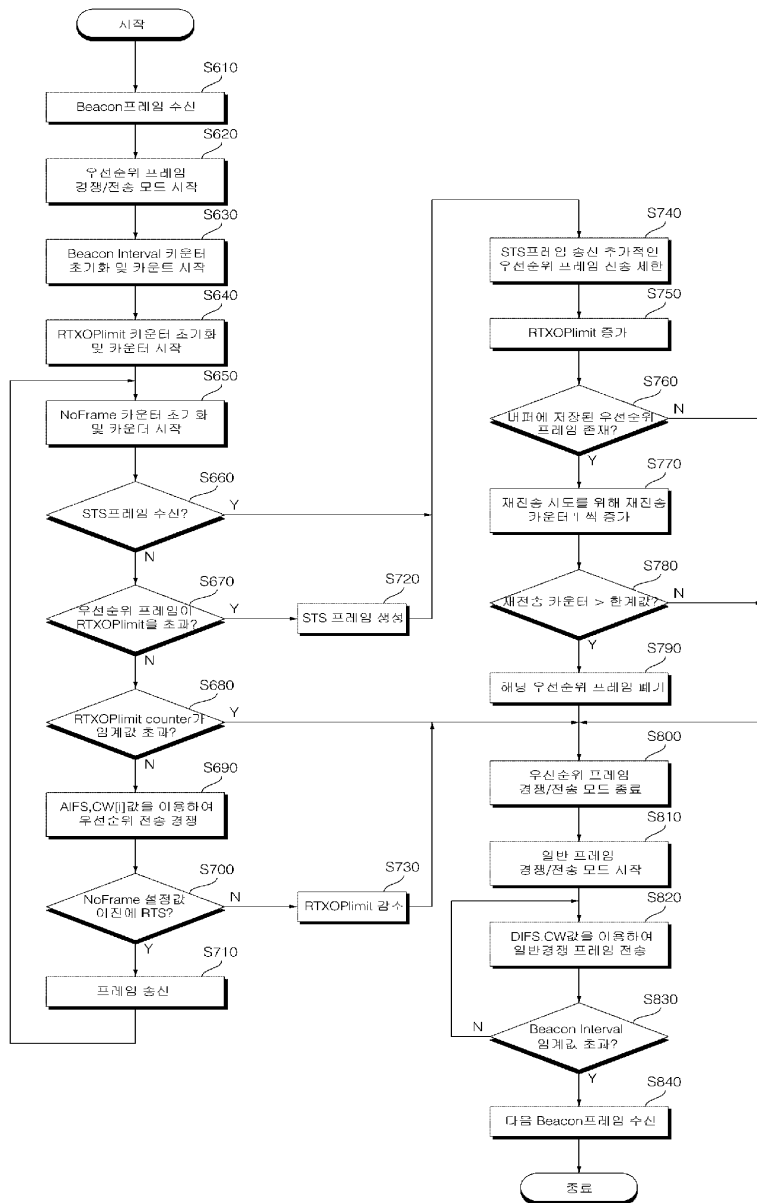 시작
S610
Beacon프레임 수신
S620
우선순위 프레임
경쟁/전송 모드 시작
S630
Beacon Interval 카운터
초기화 및 카운트 시작
S640
RTXOPlimit 카운터 초기화
및 카운터 시작
S650
NoFrame 카운터 초기화
및 카운터 시작
S660
STS프레임 수신?
Y
N
S670
우선순위 프레임이
RTXOPlimit을 초과?
Y
N
S720
STS 프레임 생성
S680
RTXOPlimit counter가
임계값 초과?
Y
N
S690
AIFS,CW[i]값을 이용하여
우선순위 전송 경쟁
S700
NoFrame 설정값
이전에 RTS?
N
Y
S730
RTXOPlimit 감소
S710
프레임 송신
S740
STS프레임 송신 추가적인
우선순위 프레임 전송 제한
S750
RTXOPlimit 증가
S760
버퍼에 저장된 우선순위
프레임 존재?
N
Y
S770
재전송 시도를 위해 재전송
카운터 1씩 증가
S780
재전송 카운터 > 한계값?
N
Y
S790
해당 우선순위 프레임 폐기
S800
우선순위 프레임
경쟁/전송 모드 종료
S810
일반 프레임
경쟁/전송 모드 시작
S820
DIFS,CW값을 이용하여
일반경쟁 프레임 전송
S830
Beacon Interval
임계값 초과?
N
Y
S840
다음 Beacon프레임 수신
종료